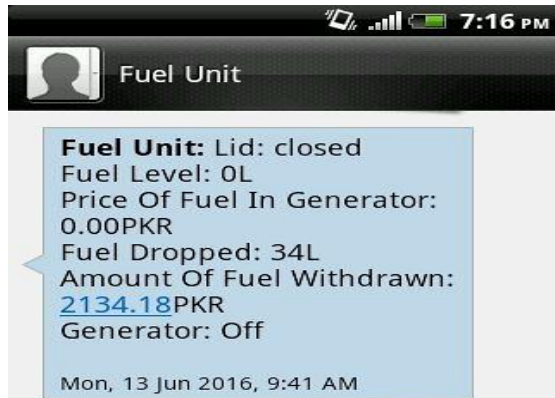 7:16 PM
Fuel Unit
Fuel Unit: Lid: closed
Fuel Level: 0L
Price Of Fuel In Generator:
0.00PKR
Fuel Dropped: 34L
Amount Of Fuel Withdrawn:
2134.18PKR
Generator: Off
Mon, 13 Jun 2016, 9:41 AM